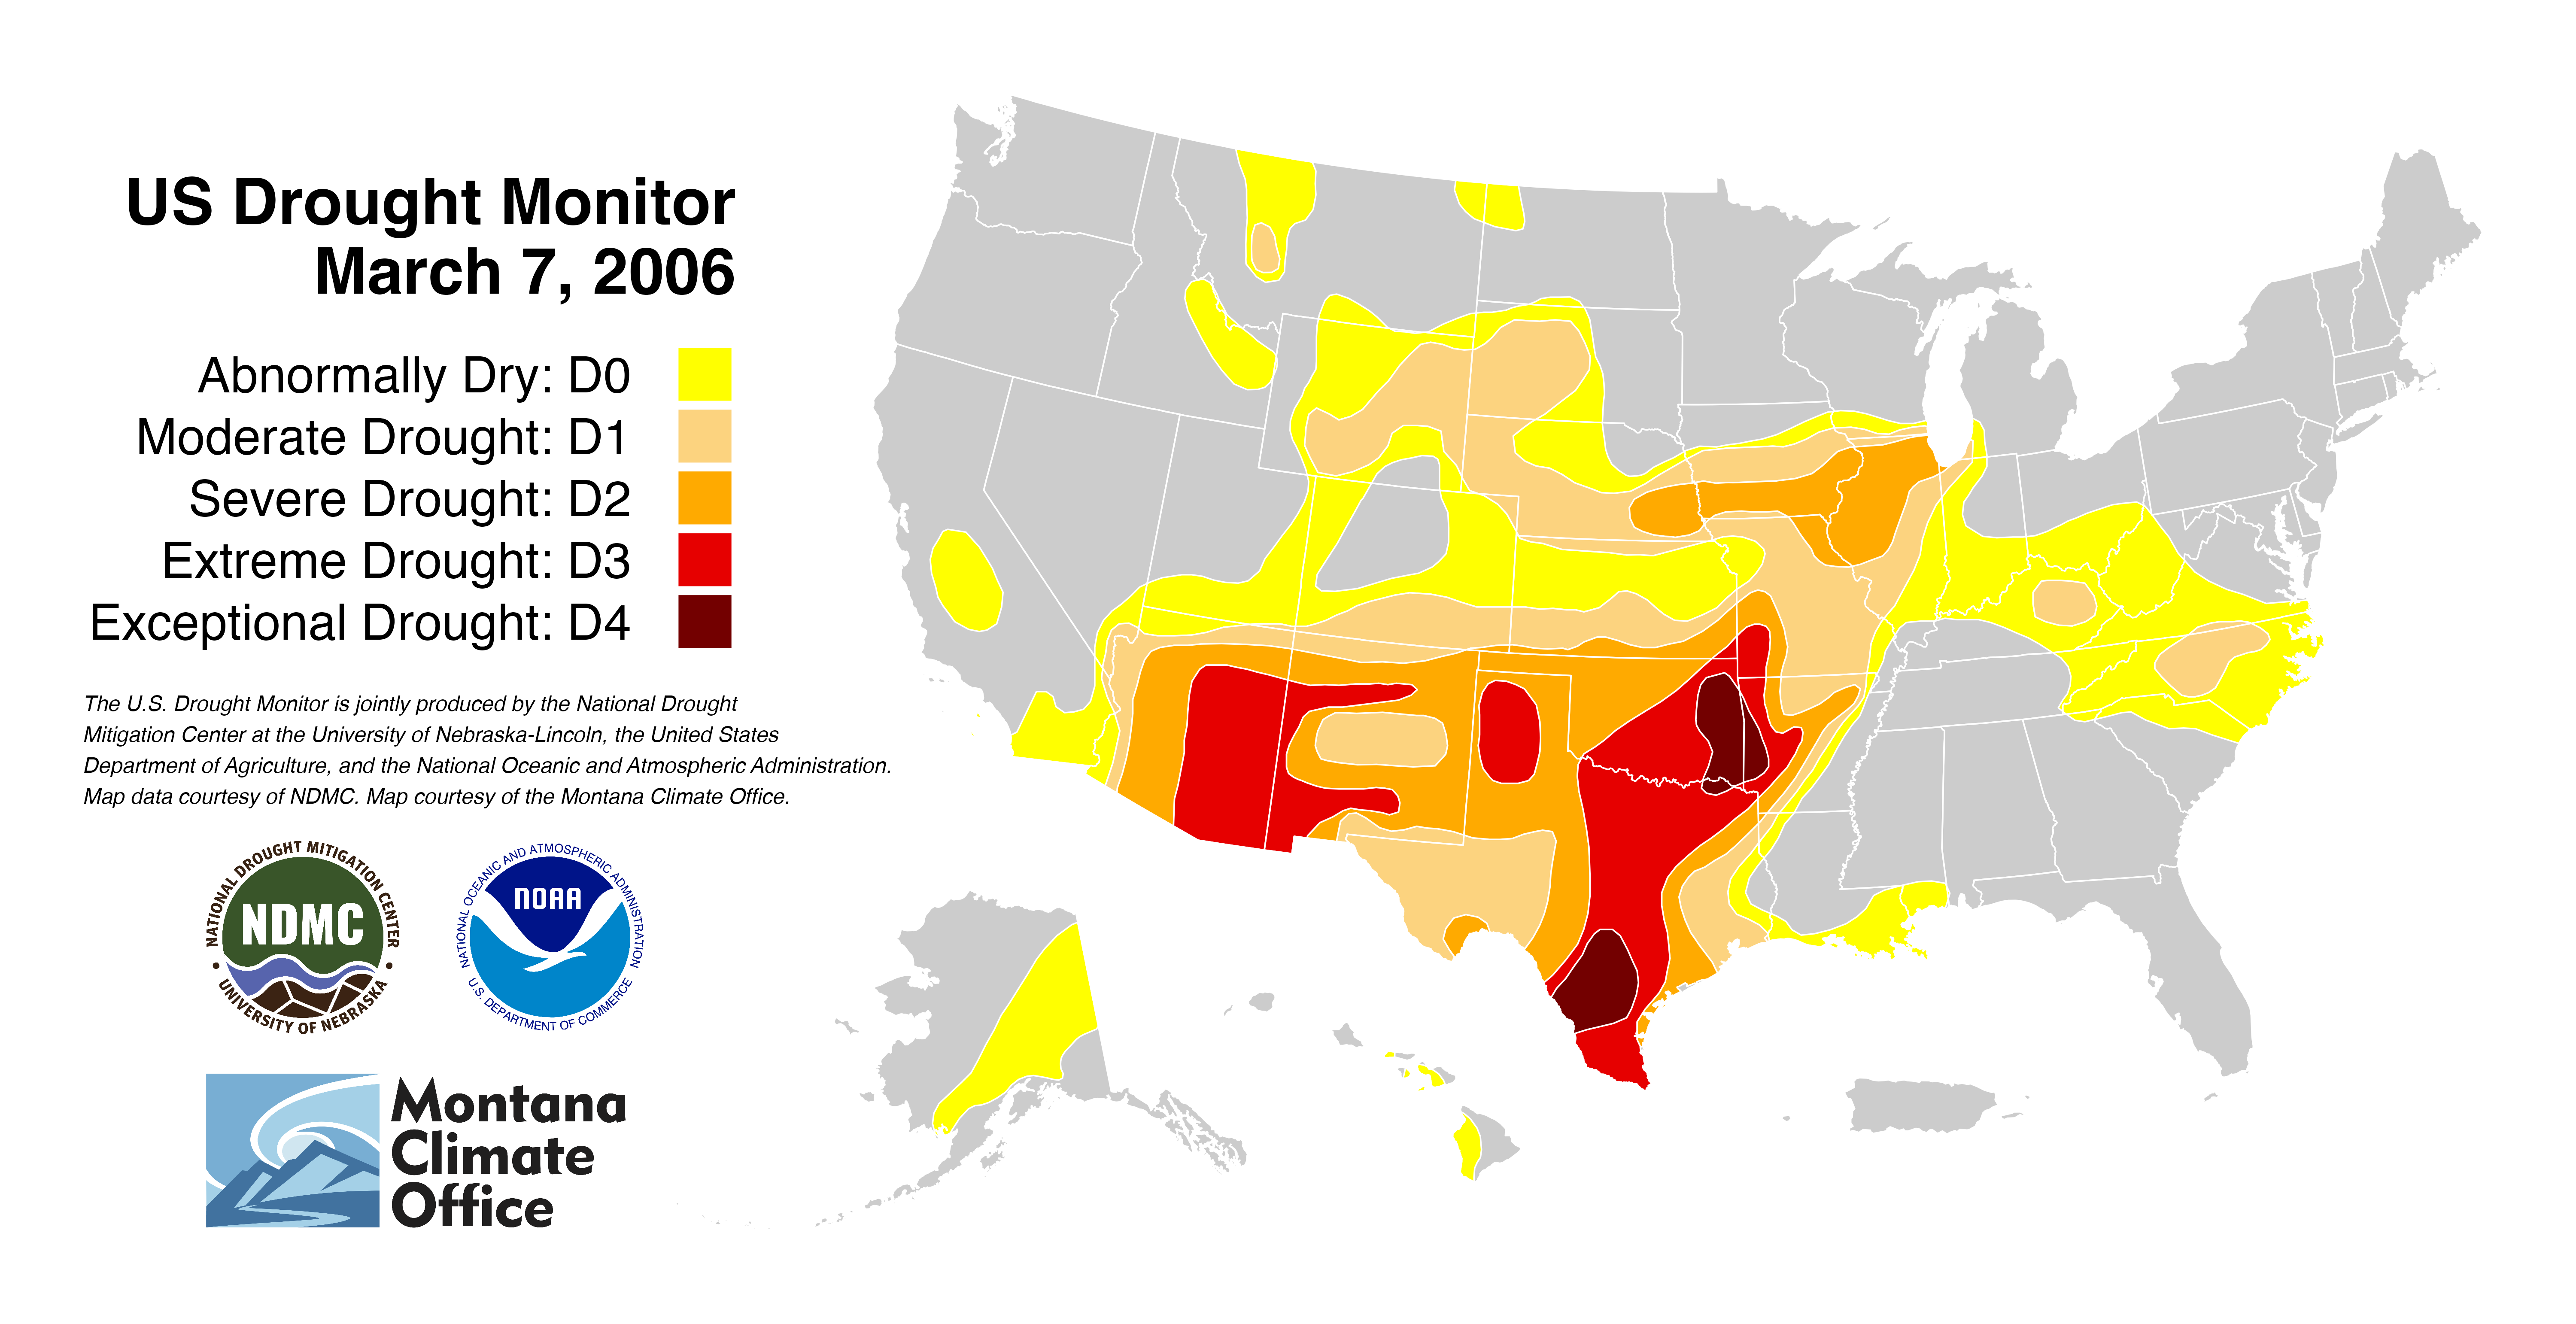 US Drought Monitor
March 7, 2006
Abnormally Dry: D0
Moderate Drought: D1
Severe Drought: D2
Extreme Drought: D3
Exceptional Drought: D4
The U.S. Drought Monitor is jointly produced by the National Drought
Mitigation Center at the University of Nebraska-Lincoln, the United States
Department of Agriculture, and the National Oceanic and Atmospheric Administration.
Map data courtesy of NDMC. Map courtesy of the Montana Climate Office.
NATIONAL DROUGHT MITIGATION CENTER
NDMC
• UNIVERSITY OF NEBRASKA •
NATIONAL OCEANIC AND ATMOSPHERIC ADMINISTRATION
NOAA
U.S. DEPARTMENT OF COMMERCE
Montana
Climate
Office